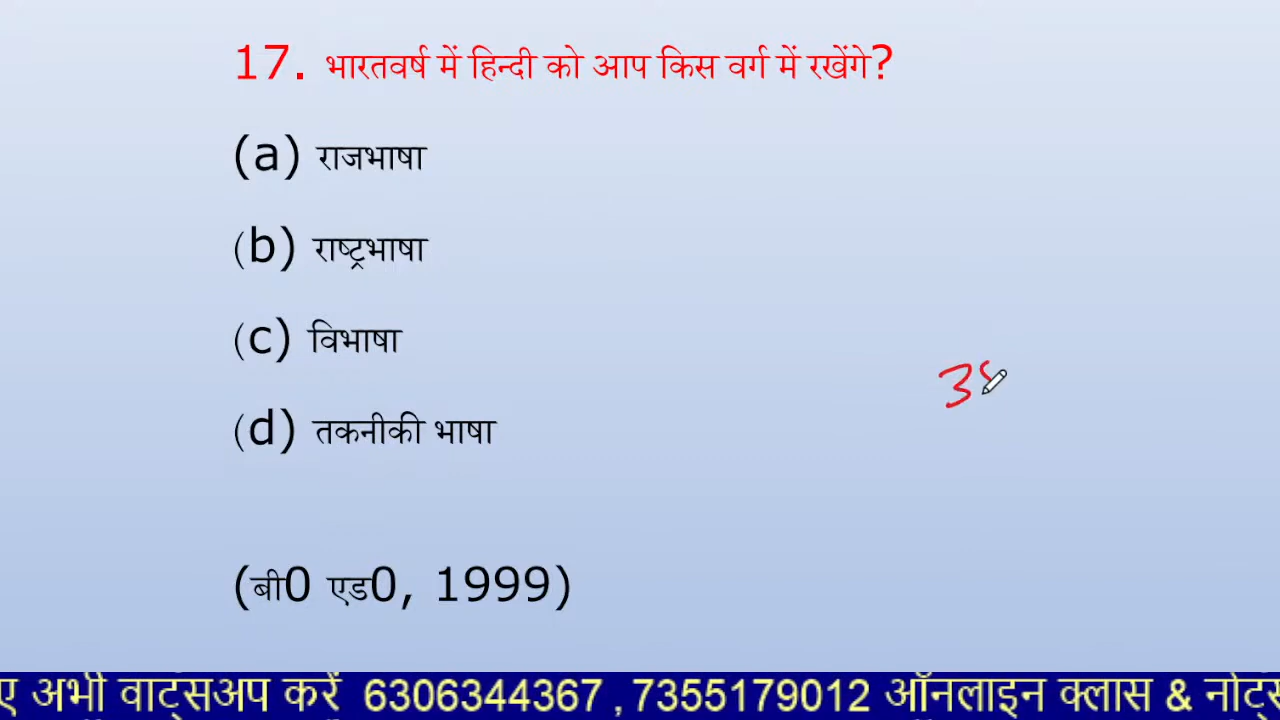 17. भारतवर्ष में हिन्दी को आप किस वर्ग में रखेंगे?
(a) राजभाषा
(b) राष्ट्रभाषा
(c) विभाषा
(d) तकनीकी भाषा
(बी0 एड0, 1999)
ए अभी वाट्सअप करें 6306344367 ,7355179012 ऑनलाइन क्लास & नोट्स